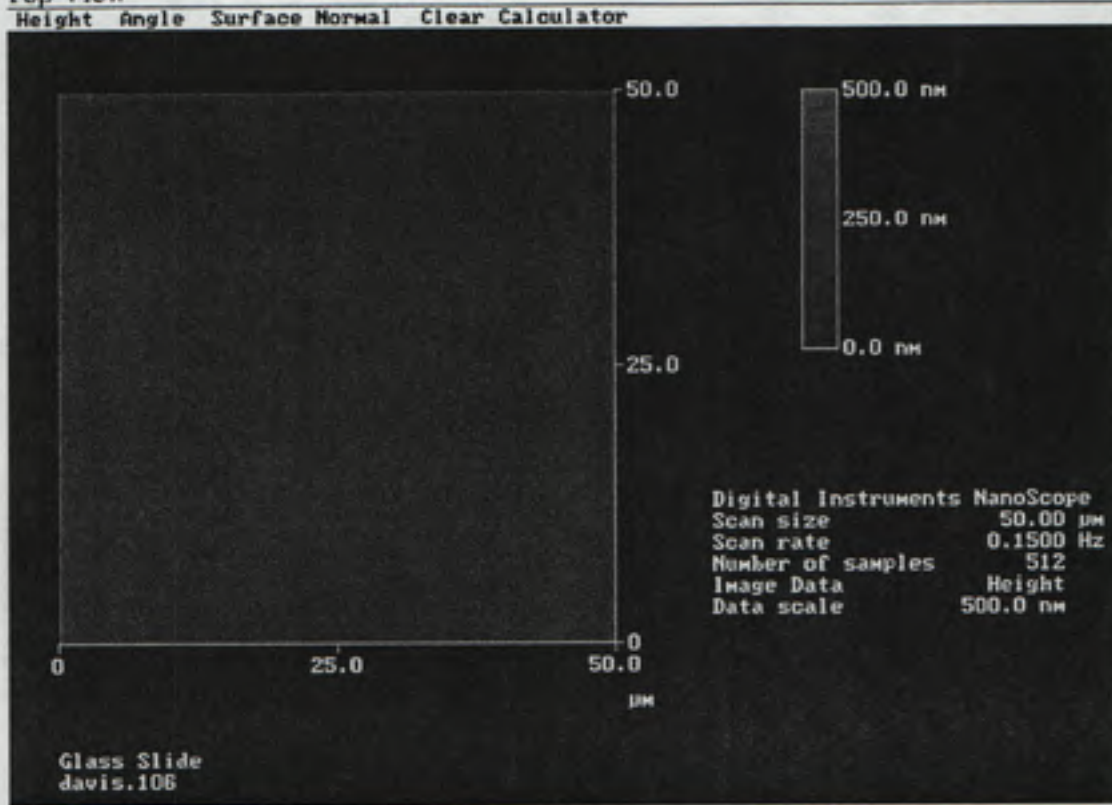 Height Angle Surface Normal Clear Calculator
50.0
25.0
0
0 25.0 50.0
µm
500.0 nm
250.0 nm
0.0 nm
Digital Instruments NanoScope
Scan size 50.00 µm
Scan rate 0.1500 Hz
Number of samples 512
Image Data Height
Data scale 500.0 nm
Glass Slide
davis.106